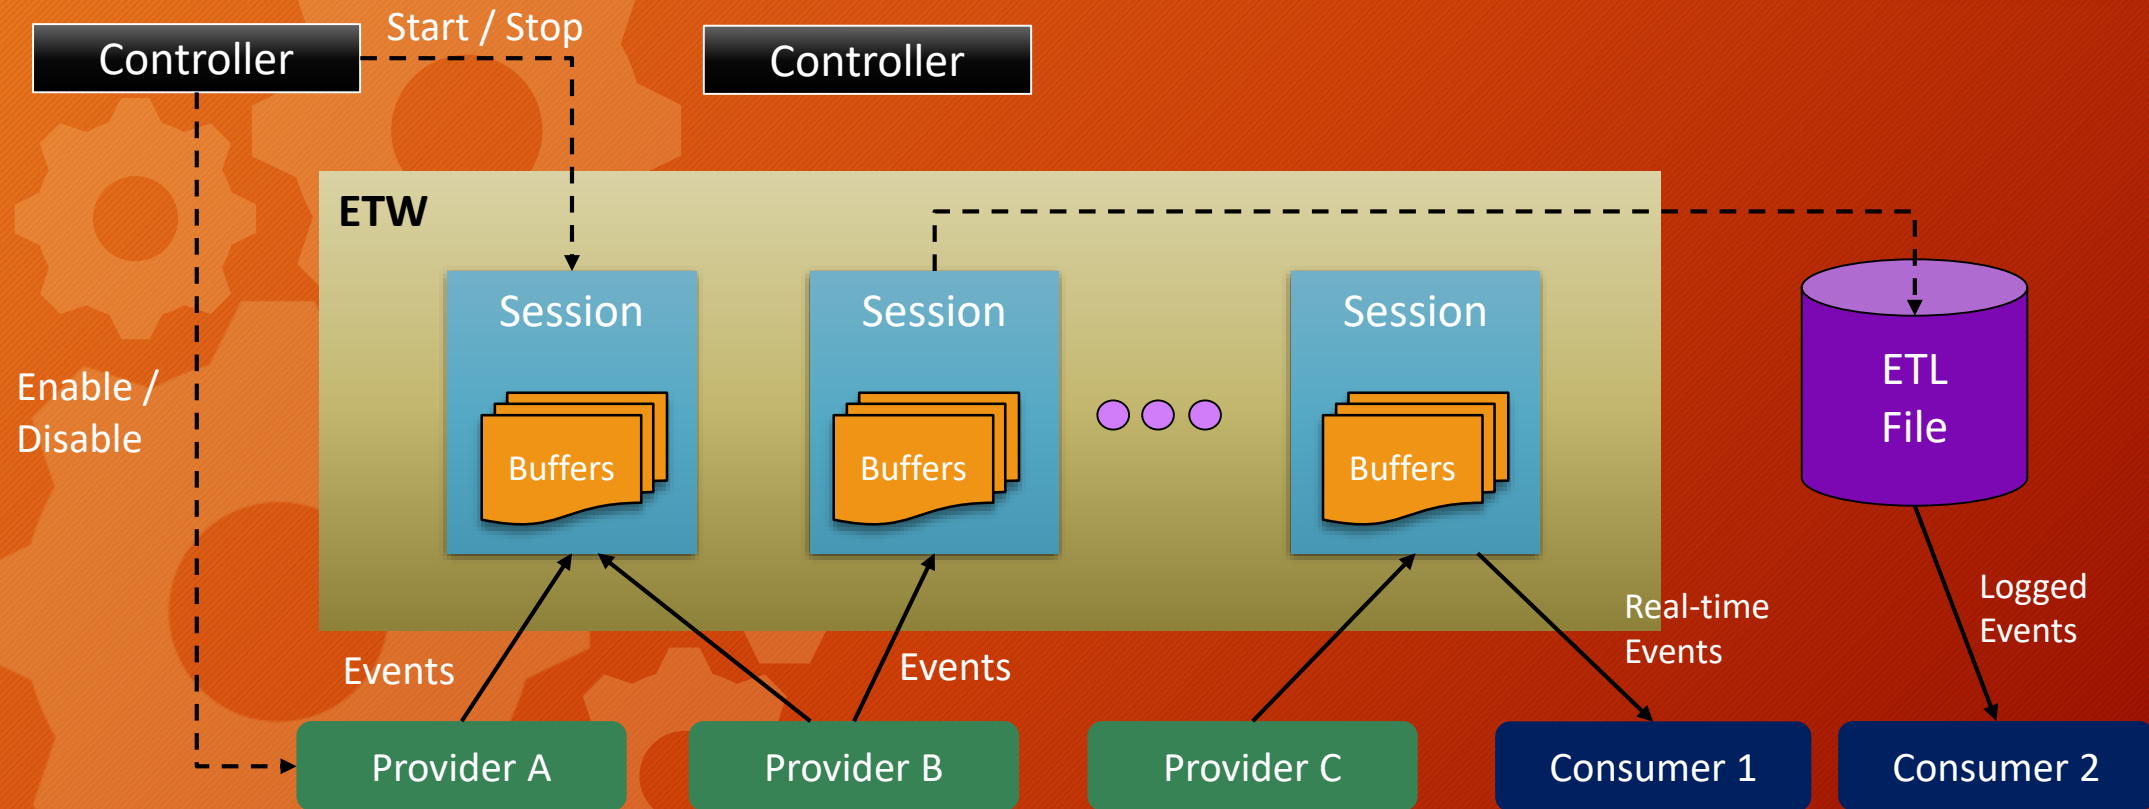 Start / Stop
Controller
Controller
ETW
Session
Session
Session
Buffers
Buffers
Buffers
ETL
File
Enable /
Disable
Events
Events
Real-time
Events
Logged
Events
Provider A
Provider B
Provider C
Consumer 1
Consumer 2